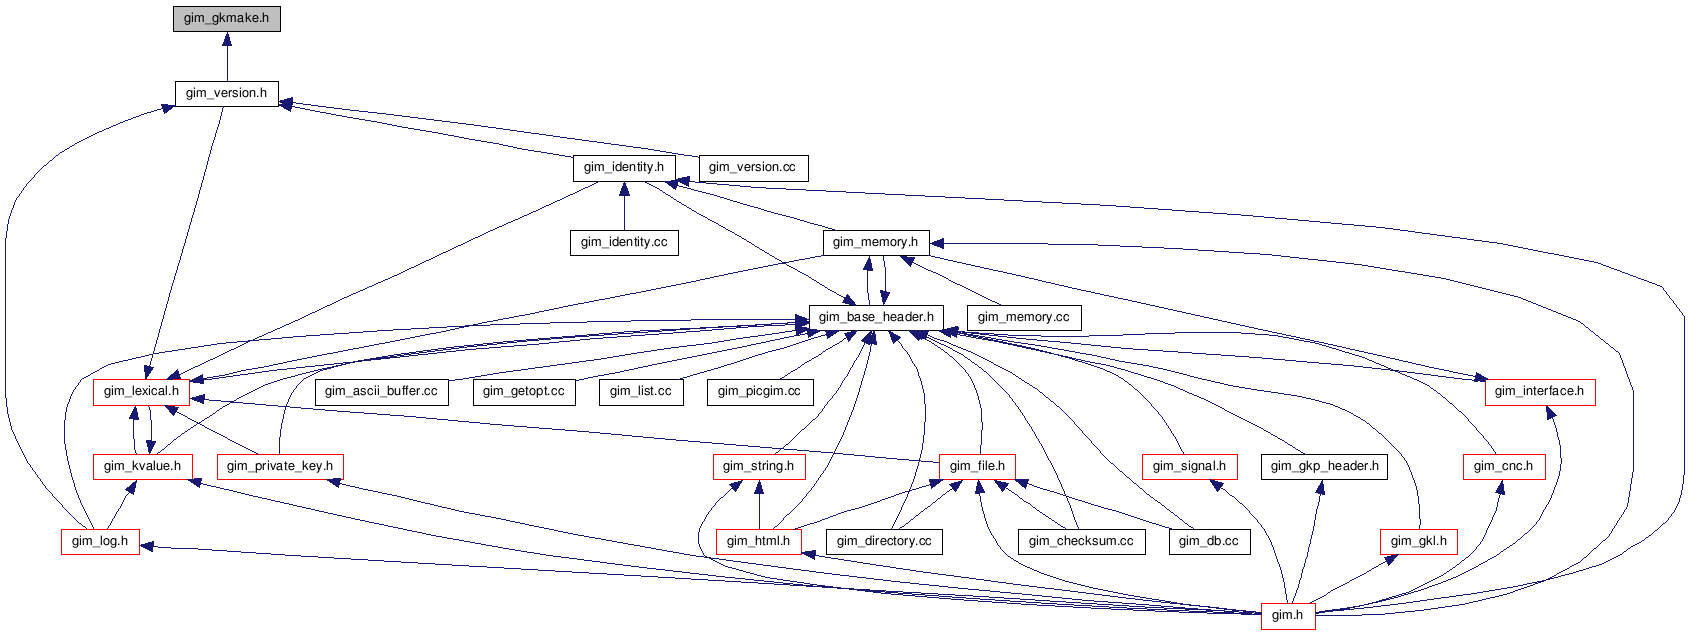 gim_gkmake.h
gim_version.h
gim_identity.h
gim_version.cc
gim_identity.cc
gim_memory.h
gim_base_header.h
gim_memory.cc
gim_lexical.h
gim_ascii_buffer.cc
gim_getopt.cc
gim_list.cc
gim_picgim.cc
gim_interface.h
gim_kvalue.h
gim_private_key.h
gim_string.h
gim_file.h
gim_signal.h
gim_gkp_header.h
gim_cnc.h
gim_log.h
gim_html.h
gim_directory.cc
gim_checksum.cc
gim_db.cc
gim_gkl.h
gim.h